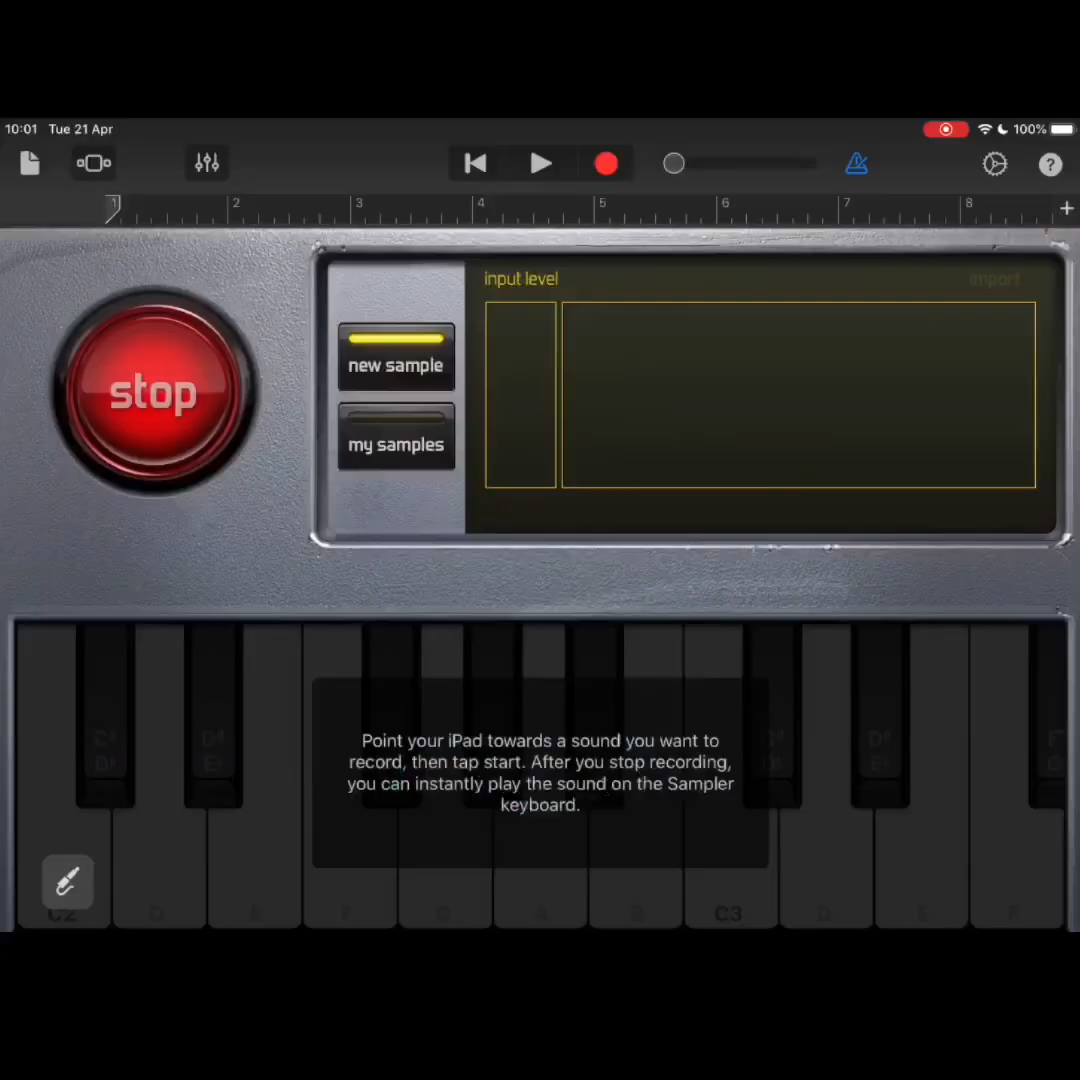 10:01 Tue 21 Apr
100%
1 2 3 4 5 6 7 8
input level
import
stop
new sample
my samples
Point your iPad towards a sound you want to
record, then tap start. After you stop recording,
you can instantly play the sound on the Sampler
keyboard.
C2 D E F G A B C3 D E F